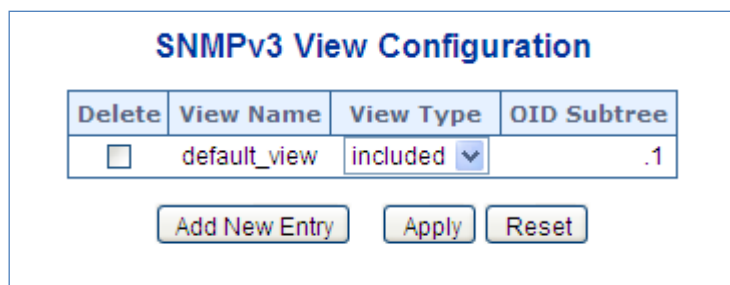 SNMPv3 View Configuration
Delete View Name View Type OID Subtree
default_view included .1
Add New Entry Apply Reset